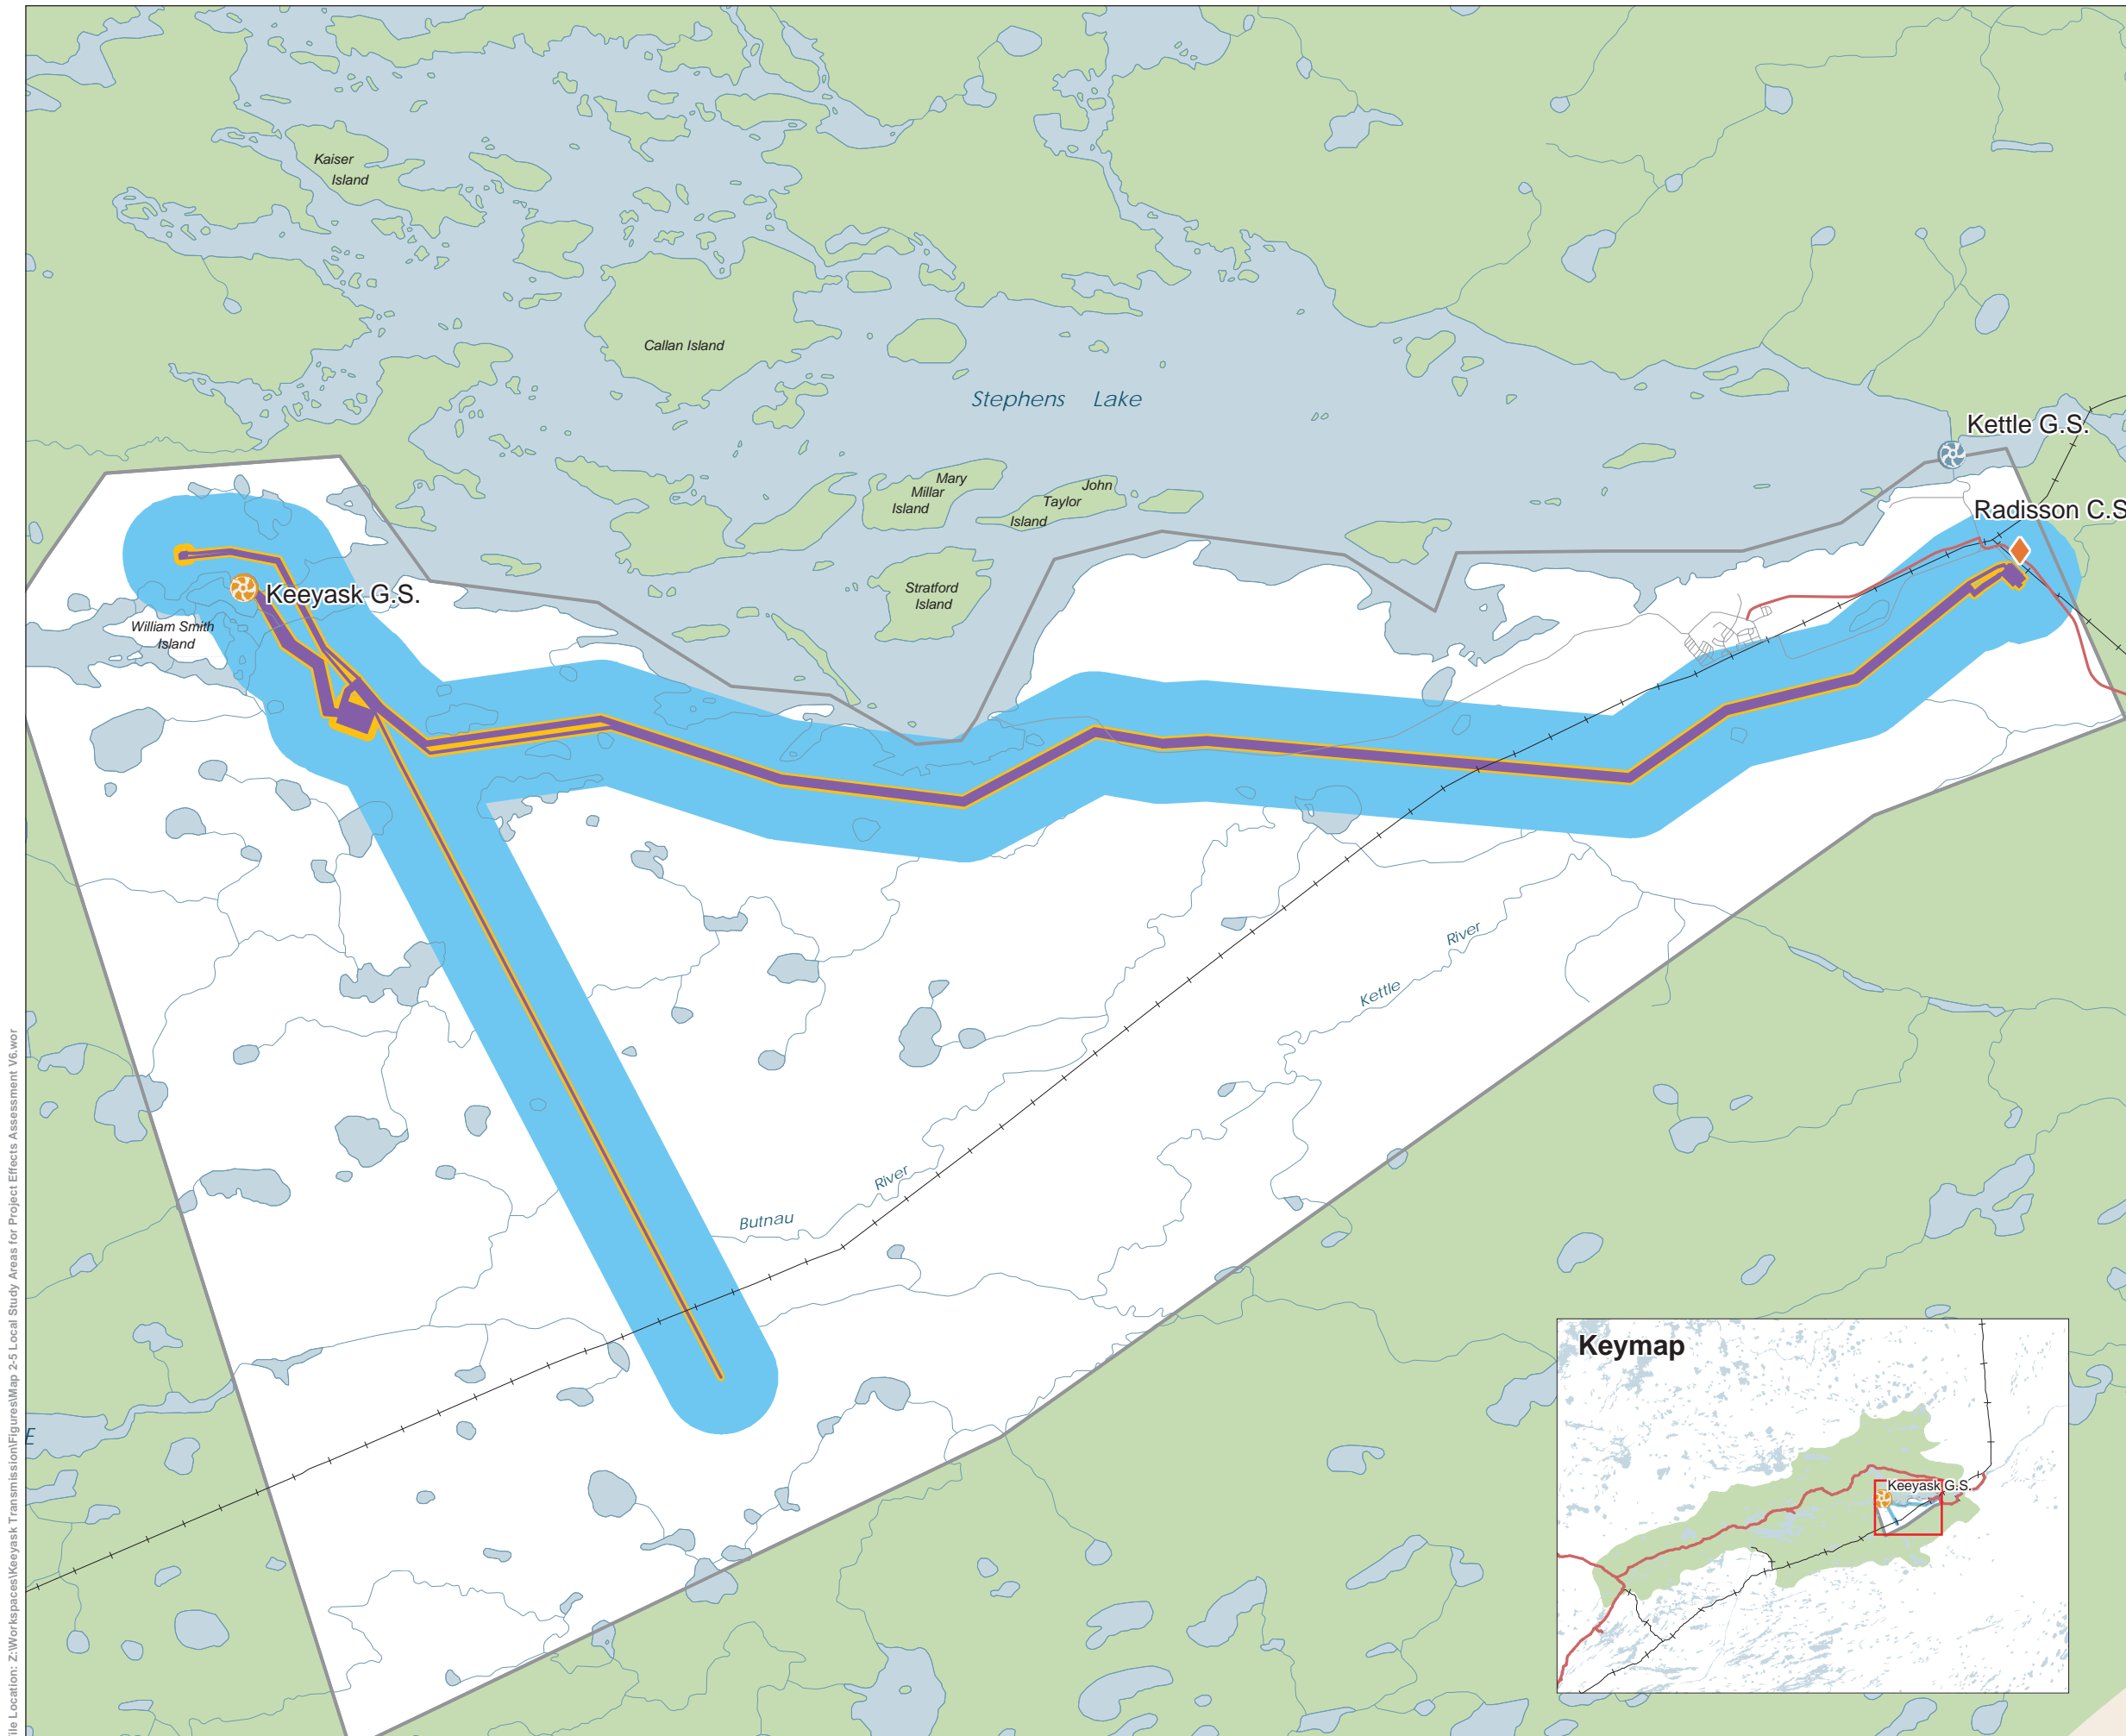 Kaiser
Island
Callan Island
Stephens Lake
Kettle G.S.
Mary
Millar
Island
John
Taylor
Island
Radisson C.S
Stratford
Island
Keeyask G.S.
William Smith
Island
River
Kettle
River
Butnau
E
Keymap
Keeyask G.S.
ile Location: Z:\Workspaces\Keeyask Transmission\Figures\Map 2-5 Local Study Areas for Project Effects Assessment V6.wor